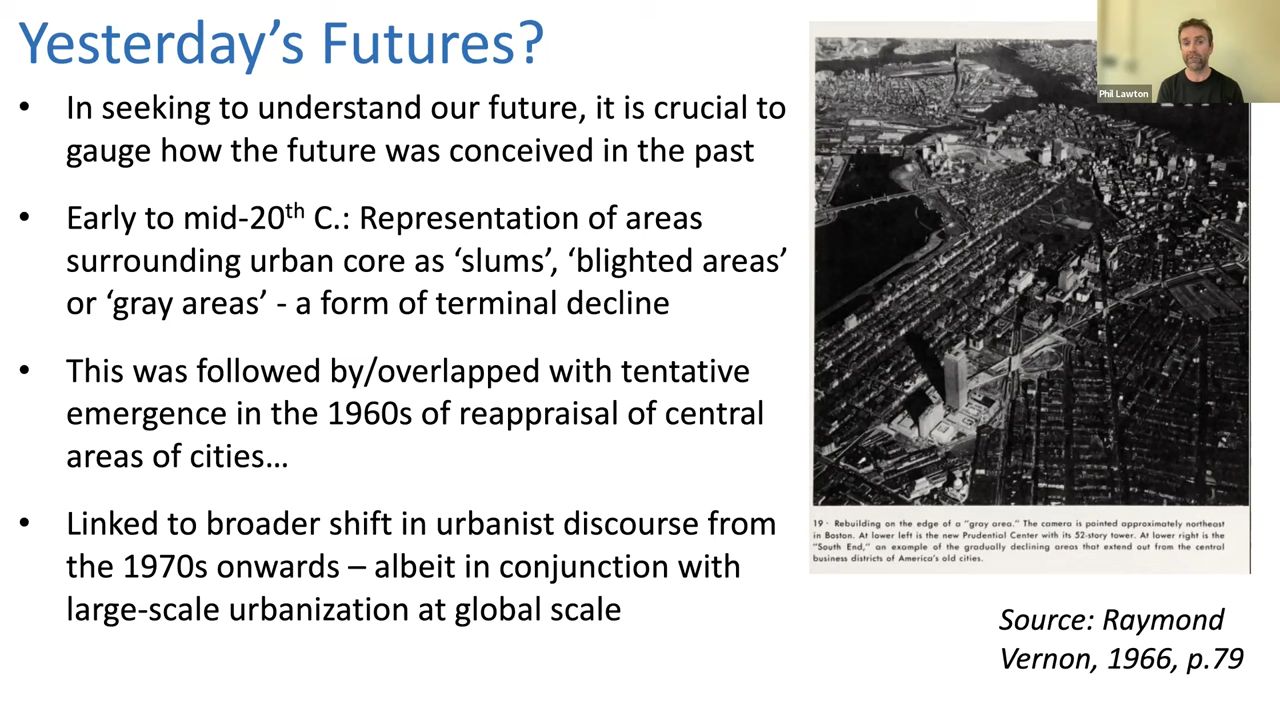 Yesterday’s Futures?
• In seeking to understand our future, it is crucial to
gauge how the future was conceived in the past
• Early to mid-20th C.: Representation of areas
surrounding urban core as ‘slums’, ‘blighted areas’
or ‘gray areas’ - a form of terminal decline
• This was followed by/overlapped with tentative
emergence in the 1960s of reappraisal of central
areas of cities…
• Linked to broader shift in urbanist discourse from
the 1970s onwards – albeit in conjunction with
large-scale urbanization at global scale
Phil Lawton
19 · Rebuilding on the edge of a "gray area." The camera is pointed approximately northeast
in Boston. At lower left is the new Prudential Center with its 52-story tower. At lower right is the
"South End," an example of the gradually declining areas that extend out from the central
business districts of America's old cities.
Source: Raymond
Vernon, 1966, p.79